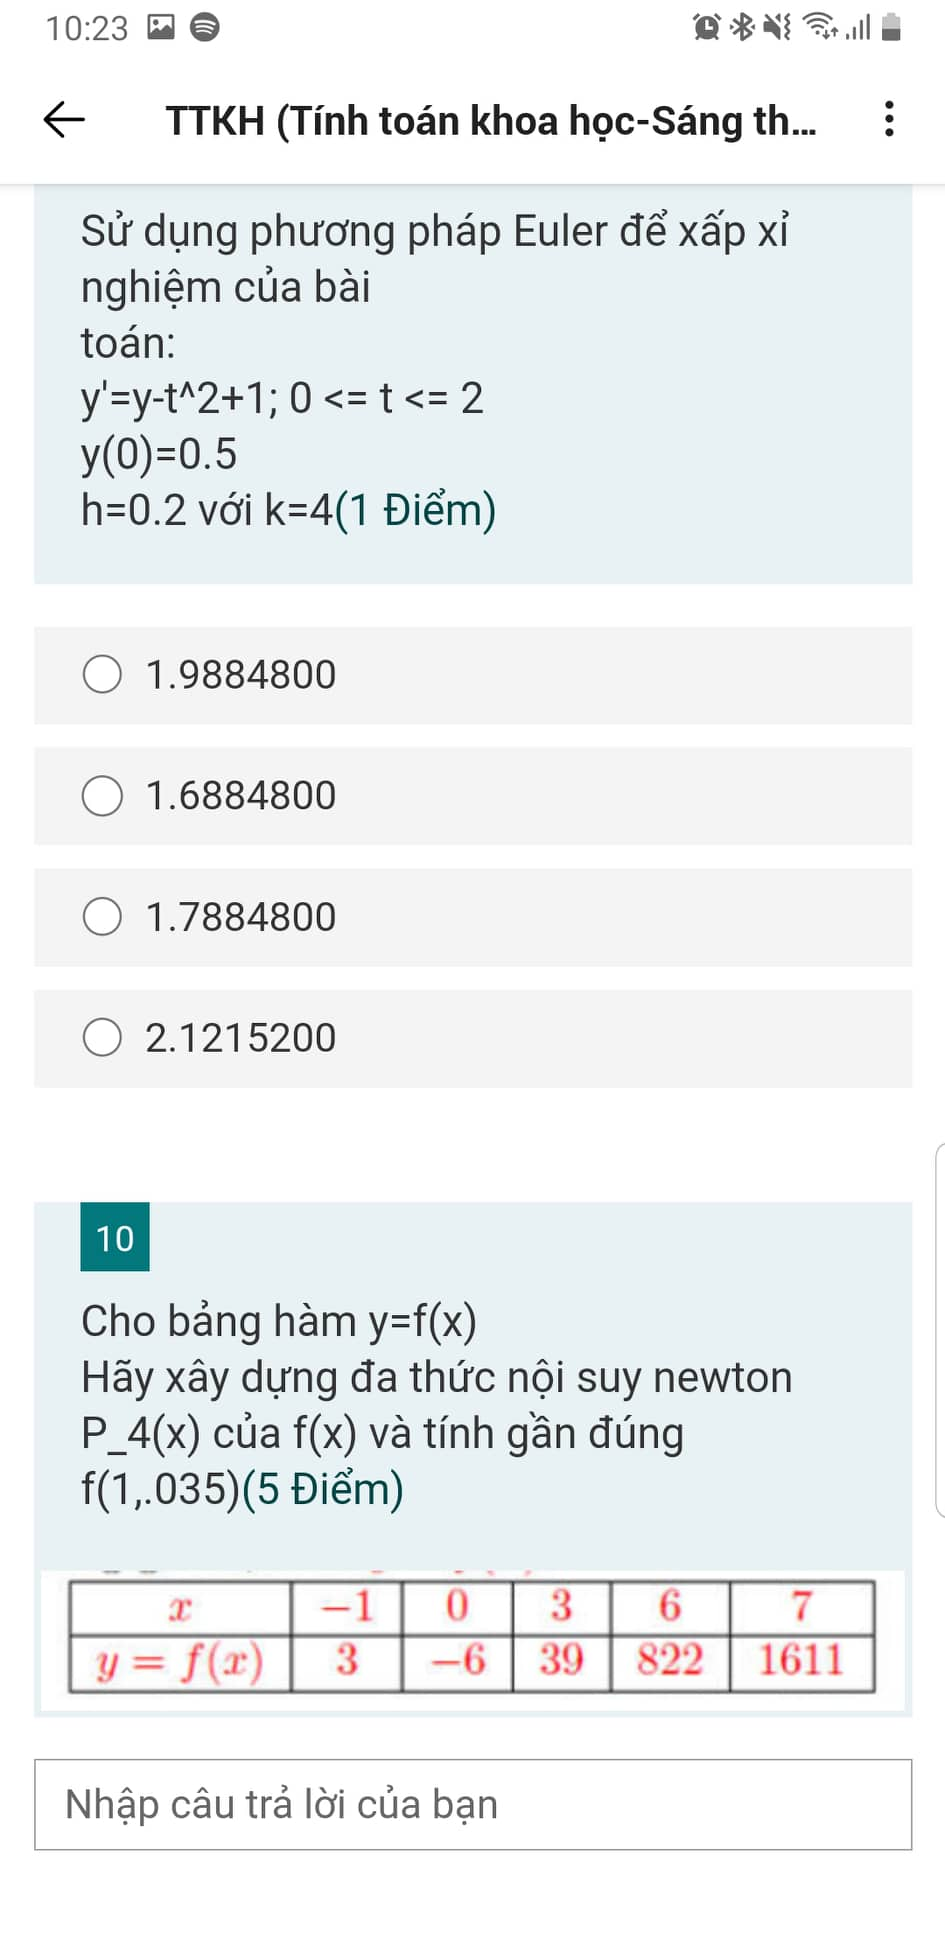 10:23
TTKH (Tính toán khoa học-Sáng th...
Sử dụng phương pháp Euler để xấp xỉ
nghiệm của bài
toán:
y'=y-t^2+1; 0 <= t <= 2
y(0)=0.5
h=0.2 với k=4(1 Điểm)
1.9884800
1.6884800
1.7884800
2.1215200
10
Cho bảng hàm y=f(x)
Hãy xây dựng đa thức nội suy newton
P_4(x) của f(x) và tính gần đúng
f(1,.035)(5 Điểm)
x −1 0 3 6 7
y = f(x) 3 −6 39 822 1611
Nhập câu trả lời của bạn